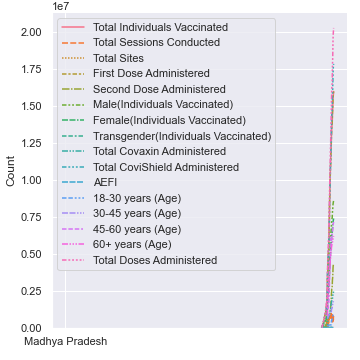 1e7
2.00
1.75
1.50
1.25
1.00
0.75
0.50
0.25
0.00
Count
Total Individuals Vaccinated
Total Sessions Conducted
Total Sites
First Dose Administered
Second Dose Administered
Male(Individuals Vaccinated)
Female(Individuals Vaccinated)
Transgender(Individuals Vaccinated)
Total Covaxin Administered
Total CoviShield Administered
AEFI
18-30 years (Age)
30-45 years (Age)
45-60 years (Age)
60+ years (Age)
Total Doses Administered
Madhya Pradesh